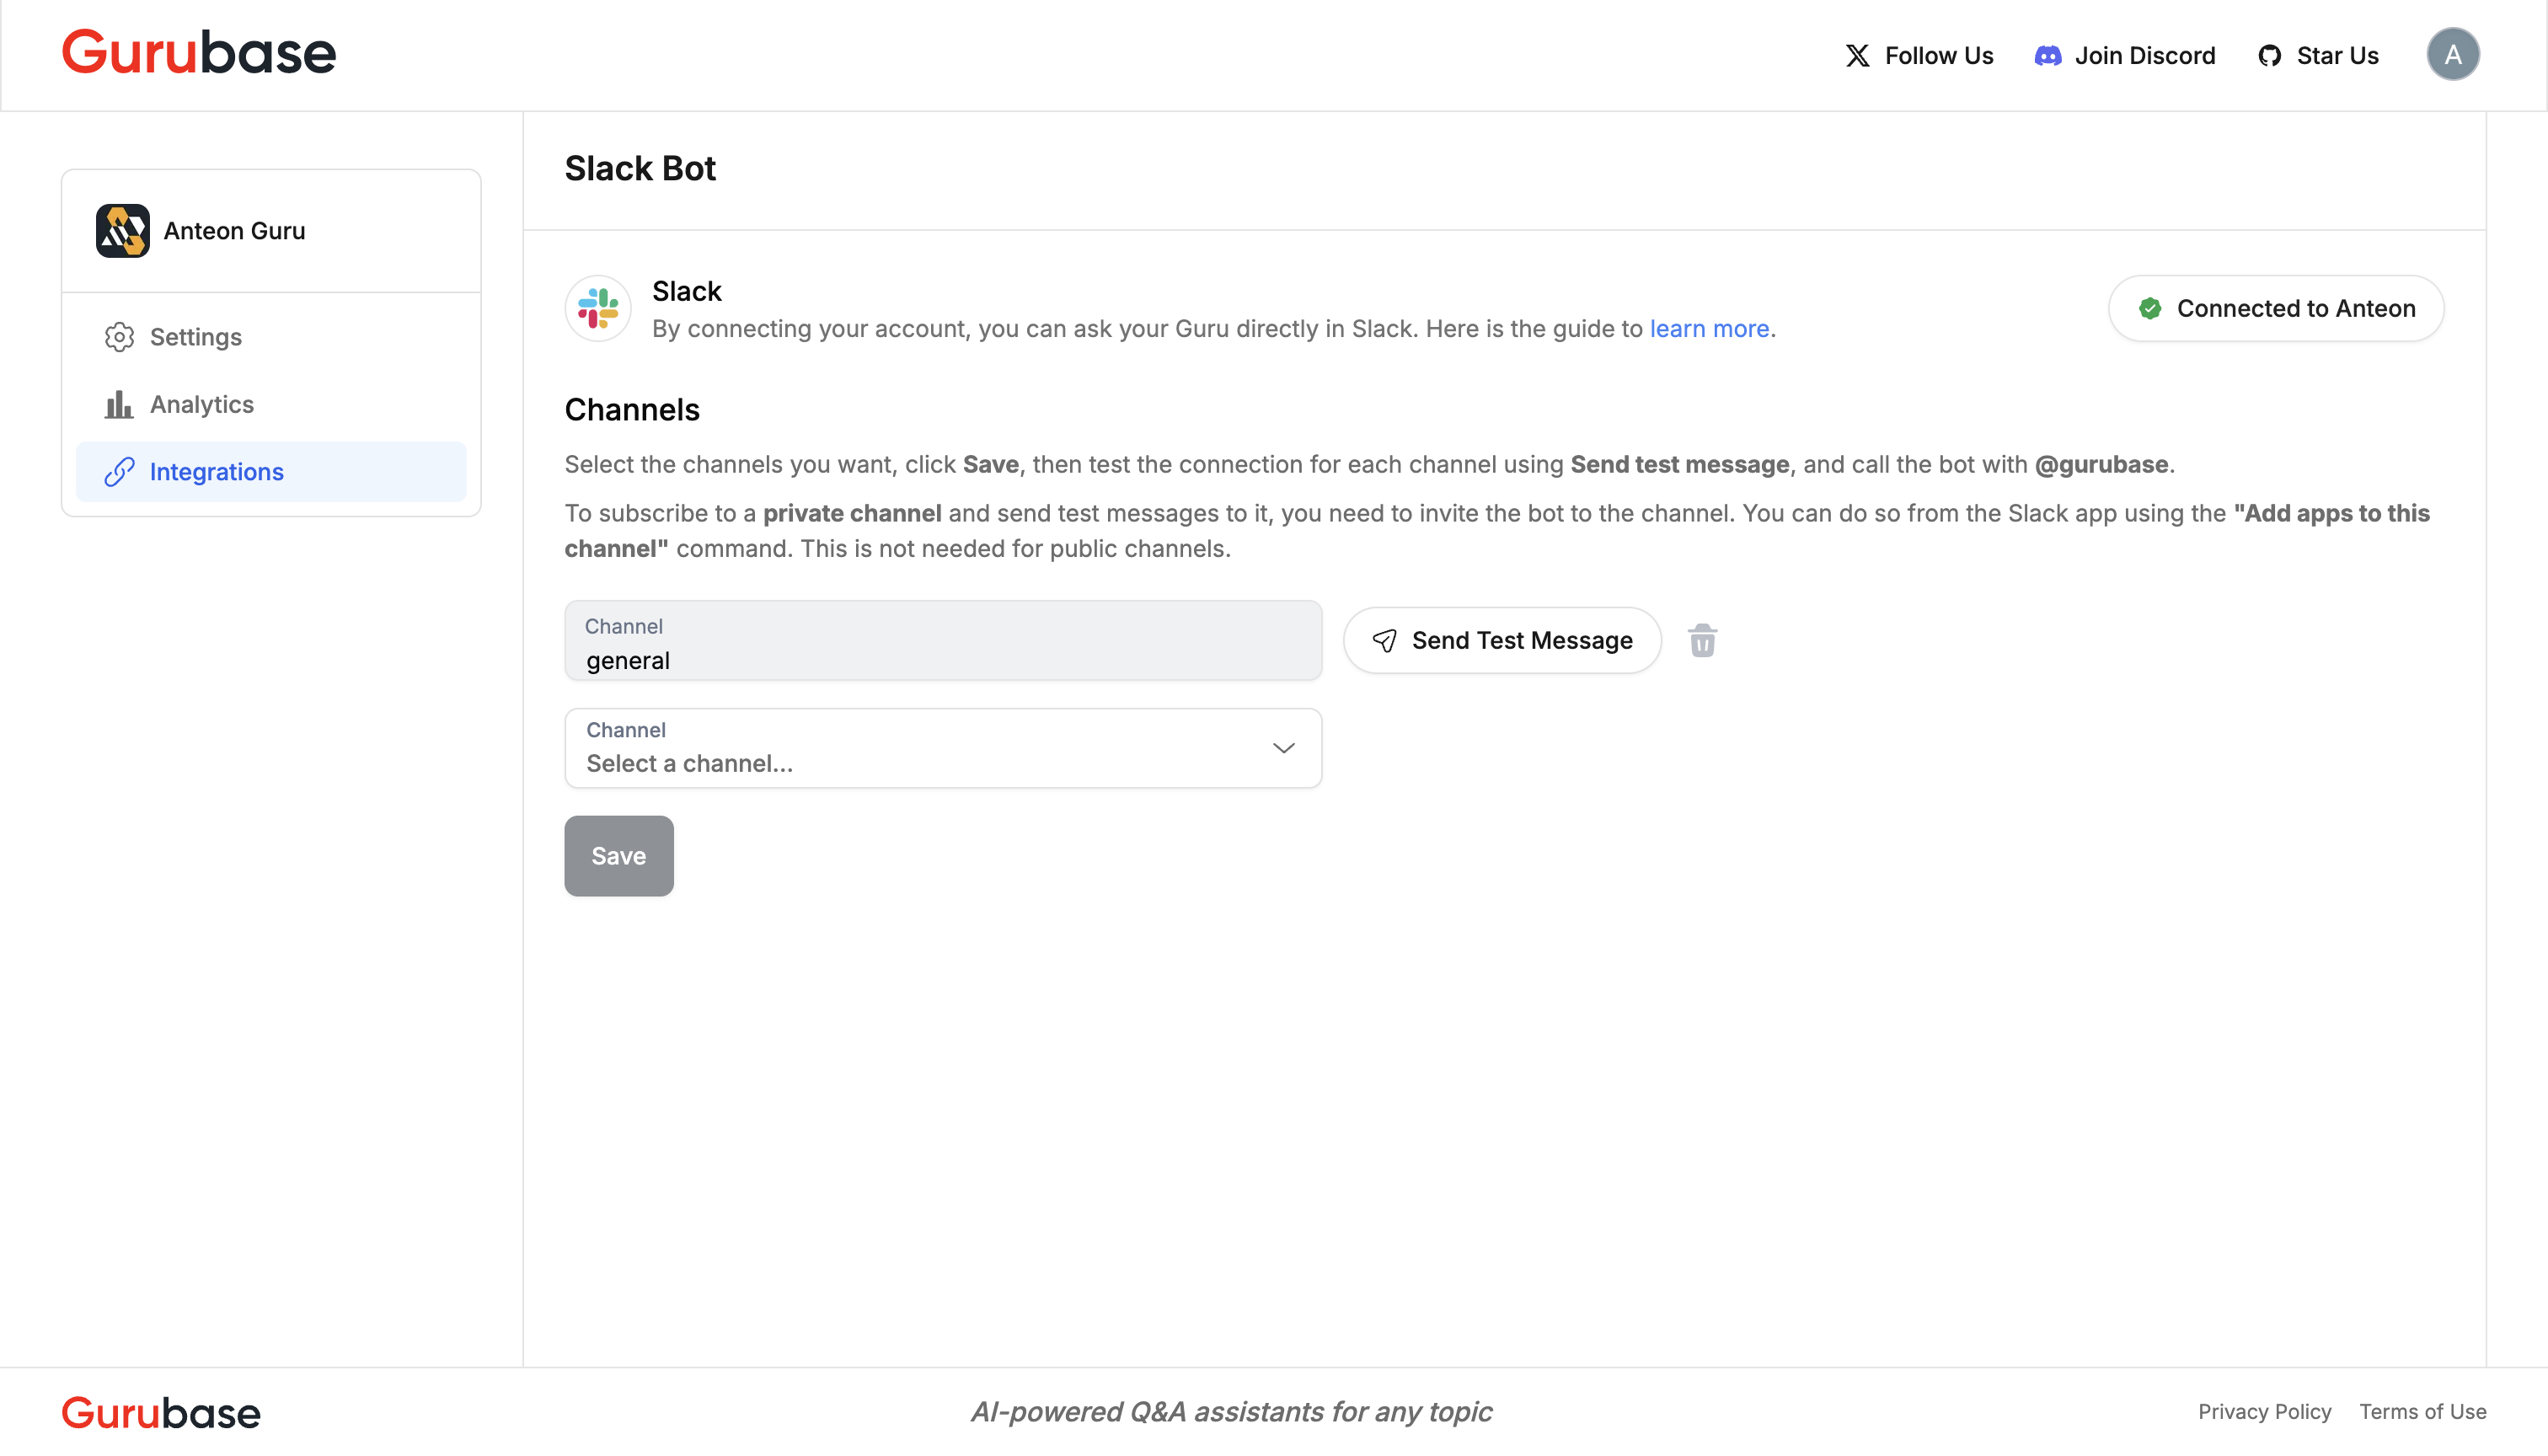 Gurubase
Follow Us
Join Discord
Star Us
A
Anteon Guru
Settings
Analytics
Integrations
Slack Bot
Slack
By connecting your account, you can ask your Guru directly in Slack. Here is the guide to learn more.
Connected to Anteon
Channels
Select the channels you want, click Save, then test the connection for each channel using Send test message, and call the bot with @gurubase.
To subscribe to a private channel and send test messages to it, you need to invite the bot to the channel. You can do so from the Slack app using the "Add apps to this
channel" command. This is not needed for public channels.
Channel
general
Send Test Message
Channel
Select a channel...
Save
Gurubase
AI-powered Q&A assistants for any topic
Privacy Policy
Terms of Use